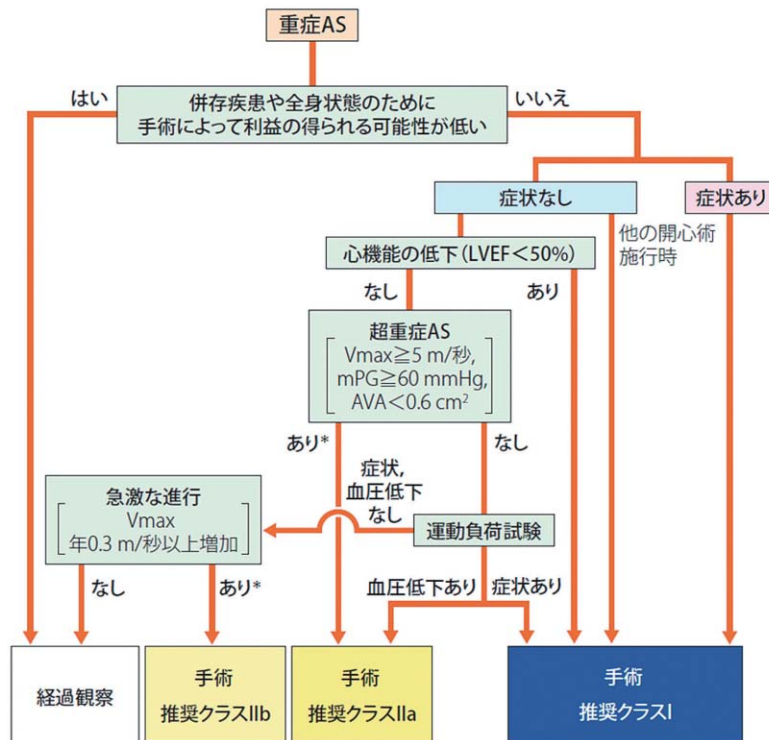 重症AS
はい
併存疾患や全身状態のために
手術によって利益の得られる可能性が低い
いいえ
症状なし
症状あり
他の開心術
施行時
心機能の低下(LVEF<50%)
なし
あり
超重症AS
Vmax≧5 m/秒,
mPG≧60 mmHg,
AVA<0.6 cm²
あり*
なし
症状,
血圧低下
なし
急激な進行
Vmax
年0.3 m/秒以上増加
運動負荷試験
なし
あり*
血圧低下あり
症状あり
経過観察
手術
推奨クラスIIb
手術
推奨クラスIIa
手術
推奨クラスI